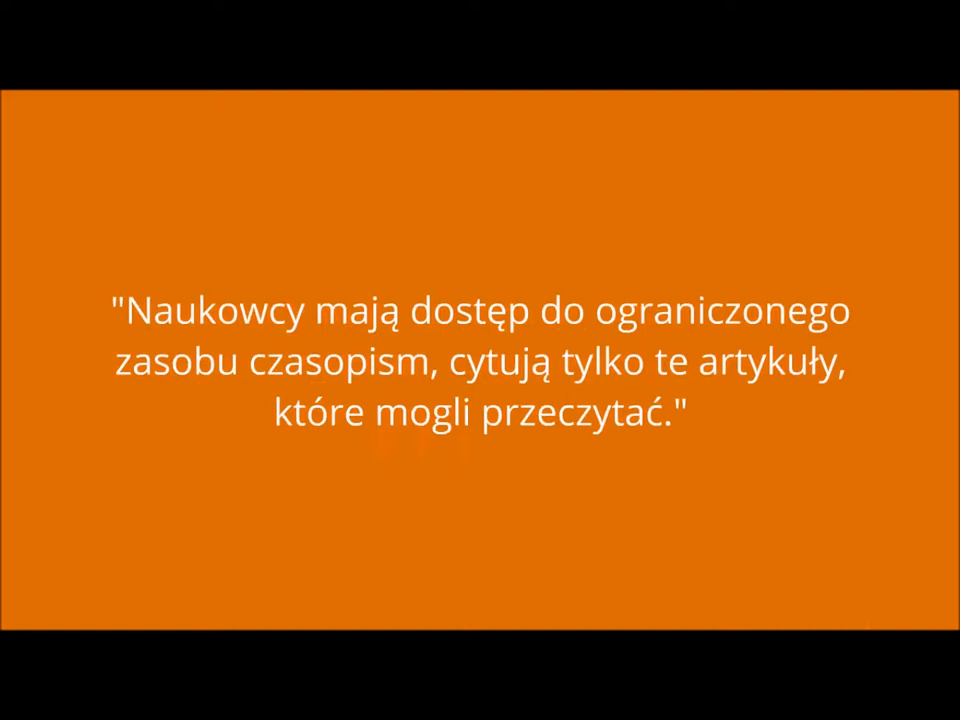 "Naukowcy mają dostęp do ograniczonego
zasobu czasopism, cytują tylko te artykuły,
które mogli przeczytać."